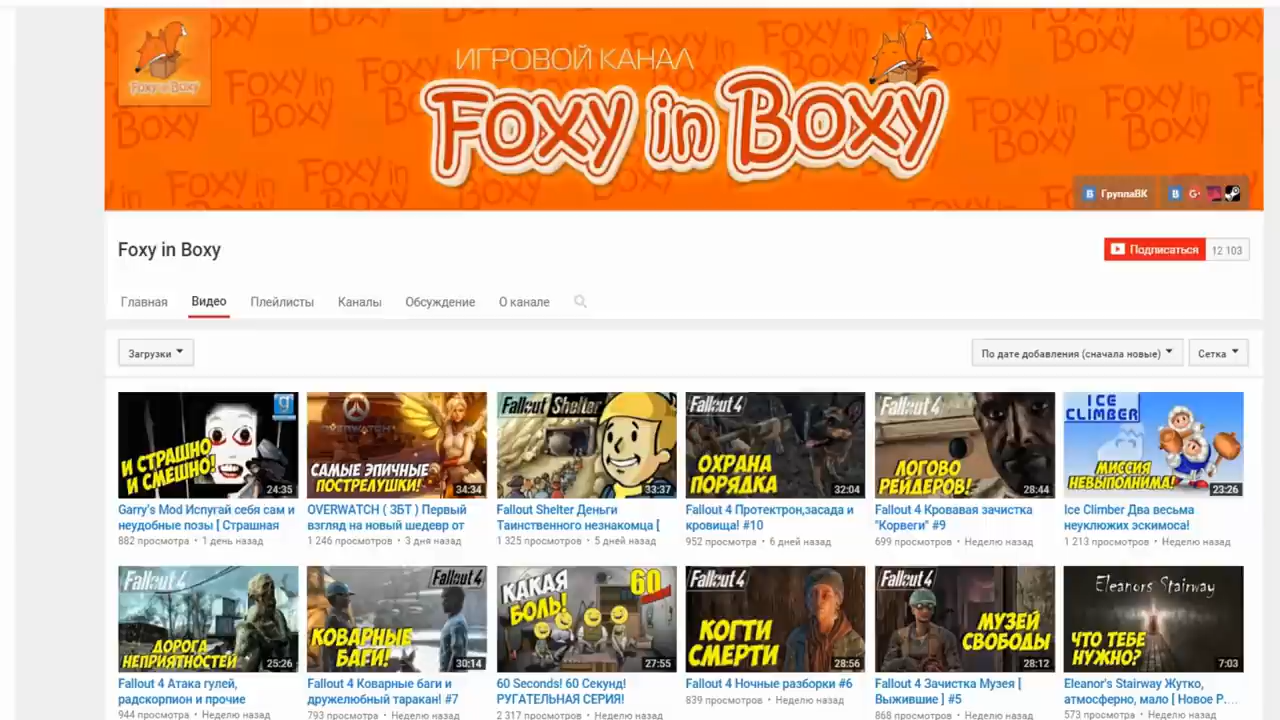 ИГРОВОЙ КАНАЛ
Foxy in Boxy
Foxy in Boxy
ГруппаВК
Foxy in Boxy
Подписаться
12 103
Главная
Видео
Плейлисты
Каналы
Обсуждение
О канале
Загрузки
По дате добавления (сначала новые)
Сетка
И СТРАШНО
И СМЕШНО!
24:35
OVERWATCH
САМЫЕ ЭПИЧНЫЕ
ПОСТРЕЛУШКИ!
34:34
Fallout Shelter
33:37
Fallout 4
ОХРАНА
ПОРЯДКА
32:04
Fallout 4
ЛОГОВО
РЕЙДЕРОВ!
28:44
ICE
CLIMBER
МИССИЯ
НЕВЫПОЛНИМА!
23:26
Garry's Mod Испугай себя сам и
неудобные позы [ Страшная
882 просмотра • 1 день назад
OVERWATCH ( ЗБТ ) Первый
взгляд на новый шедевр от
1 246 просмотров • 3 дня назад
Fallout Shelter Деньги
Таинственного незнакомца [
1 325 просмотров • 5 дней назад
Fallout 4 Протектрон,засада и
кровища! #10
952 просмотра • 6 дней назад
Fallout 4 Кровавая зачистка
"Корвеги" #9
699 просмотров • Неделю назад
Ice Climber Два весьма
неуклюжих эскимоса!
1 213 просмотров • Неделю назад
Fallout 4
ДОРОГА
НЕПРИЯТНОСТЕЙ
25:26
Fallout 4
КОВАРНЫЕ
БАГИ!
30:14
КАКАЯ
БОЛЬ!
60
27:55
Fallout 4
КОГТИ
СМЕРТИ
28:56
Fallout 4
МУЗЕЙ
СВОБОДЫ
28:12
Eleanors Stairway
ЧТО ТЕБЕ
НУЖНО?
7:03
Fallout 4 Атака гулей,
радскорпион и прочие
944 просмотра • Неделю назад
Fallout 4 Коварные баги и
дружелюбный таракан! #7
793 просмотра • Неделю назад
60 Seconds! 60 Секунд!
РУГАТЕЛЬНАЯ СЕРИЯ!
2 317 просмотров • Неделю назад
Fallout 4 Ночные разборки #6
839 просмотров • Неделю назад
Fallout 4 Зачистка Музея [
Выжившие ] #5
868 просмотров • Неделю назад
Eleanor's Stairway Жутко,
атмосферно, мало [ Новое P....
573 просмотра • Неделю назад